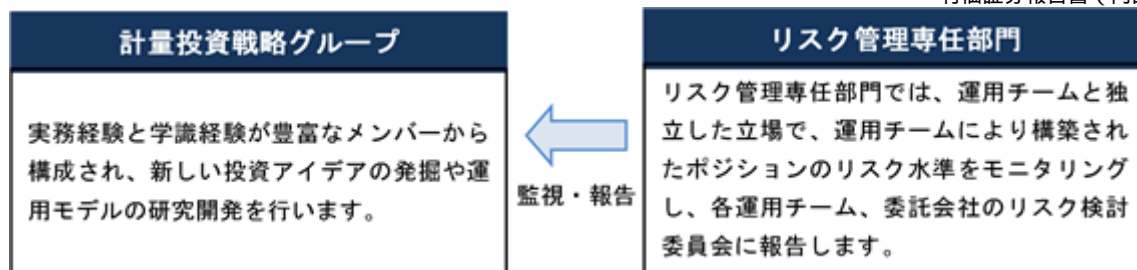 計量投資戦略グループ
実務経験と学識経験が豊富なメンバーから
構成され、新しい投資アイデアの発掘や運
用モデルの研究開発を行います。
監視・報告
リスク管理専任部門
リスク管理専任部門では、運用チームと独
立した立場で、運用チームにより構築され
たポジションのリスク水準をモニタリング
し、各運用チーム、委託会社のリスク検討
委員会に報告します。